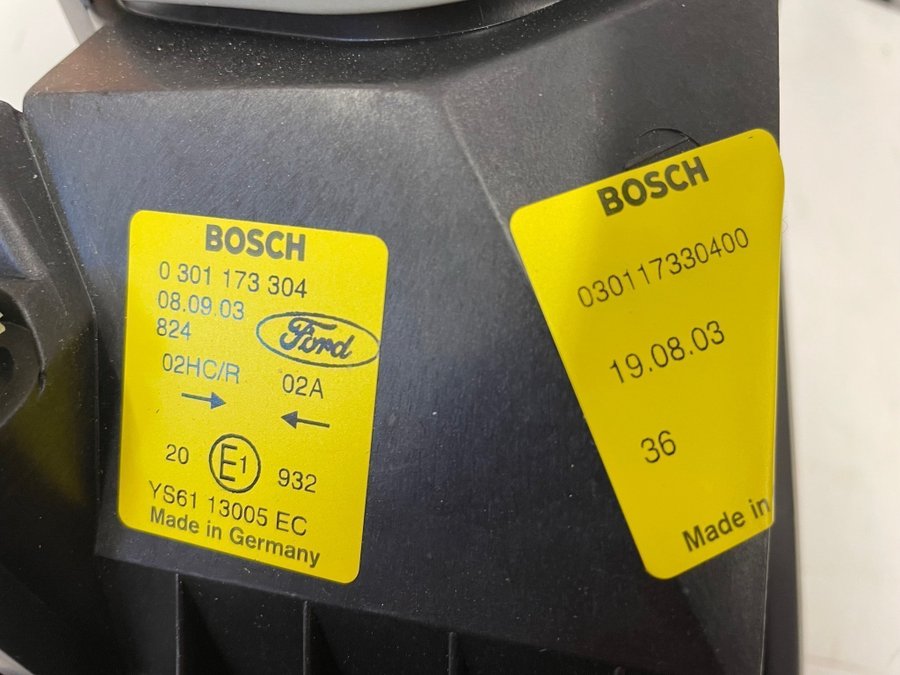 BOSCH
0 301 173 304
08.09.03
824
Ford
02HC/R 02A
→ ←
20 E1 932
YS61 13005 EC
Made in Germany
BOSCH
030117330400
19.08.03
36
Made in